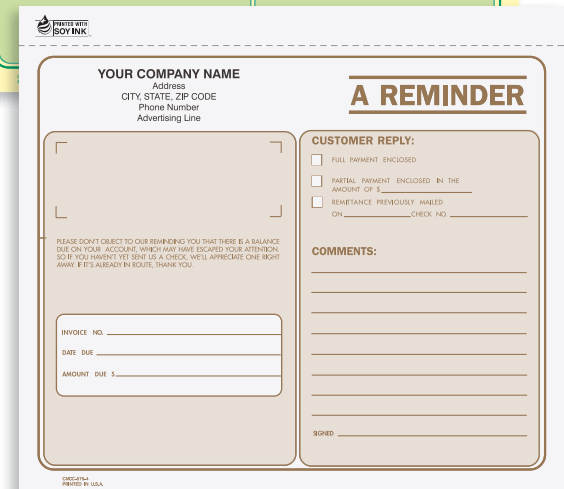 PRINTED WITH
SOY INK
YOUR COMPANY NAME
Address
CITY, STATE, ZIP CODE
Phone Number
Advertising Line
A REMINDER
PLEASE DON'T OBJECT TO OUR REMINDING YOU THAT THERE IS A BALANCE
DUE ON YOUR ACCOUNT, WHICH MAY HAVE ESCAPED YOUR ATTENTION.
SO IF YOU HAVEN'T YET SENT US A CHECK, WE'LL APPRECIATE ONE RIGHT
AWAY. IF IT'S ALREADY IN ROUTE, THANK YOU.
INVOICE NO.
DATE DUE
AMOUNT DUE $
CUSTOMER REPLY:
FULL PAYMENT ENCLOSED
PARTIAL PAYMENT ENCLOSED IN THE
AMOUNT OF $
REMITTANCE PREVIOUSLY MAILED
ON CHECK NO
COMMENTS:
SIGNED
PRINTED IN U.S.A.